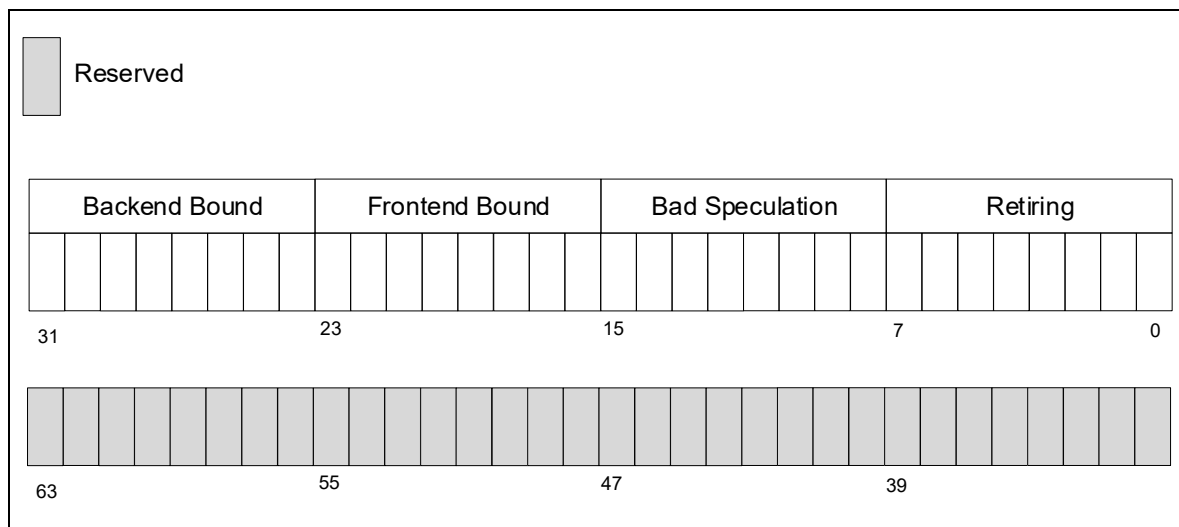 Reserved
Backend Bound Frontend Bound Bad Speculation Retiring
31 23 15 7 0
63 55 47 39